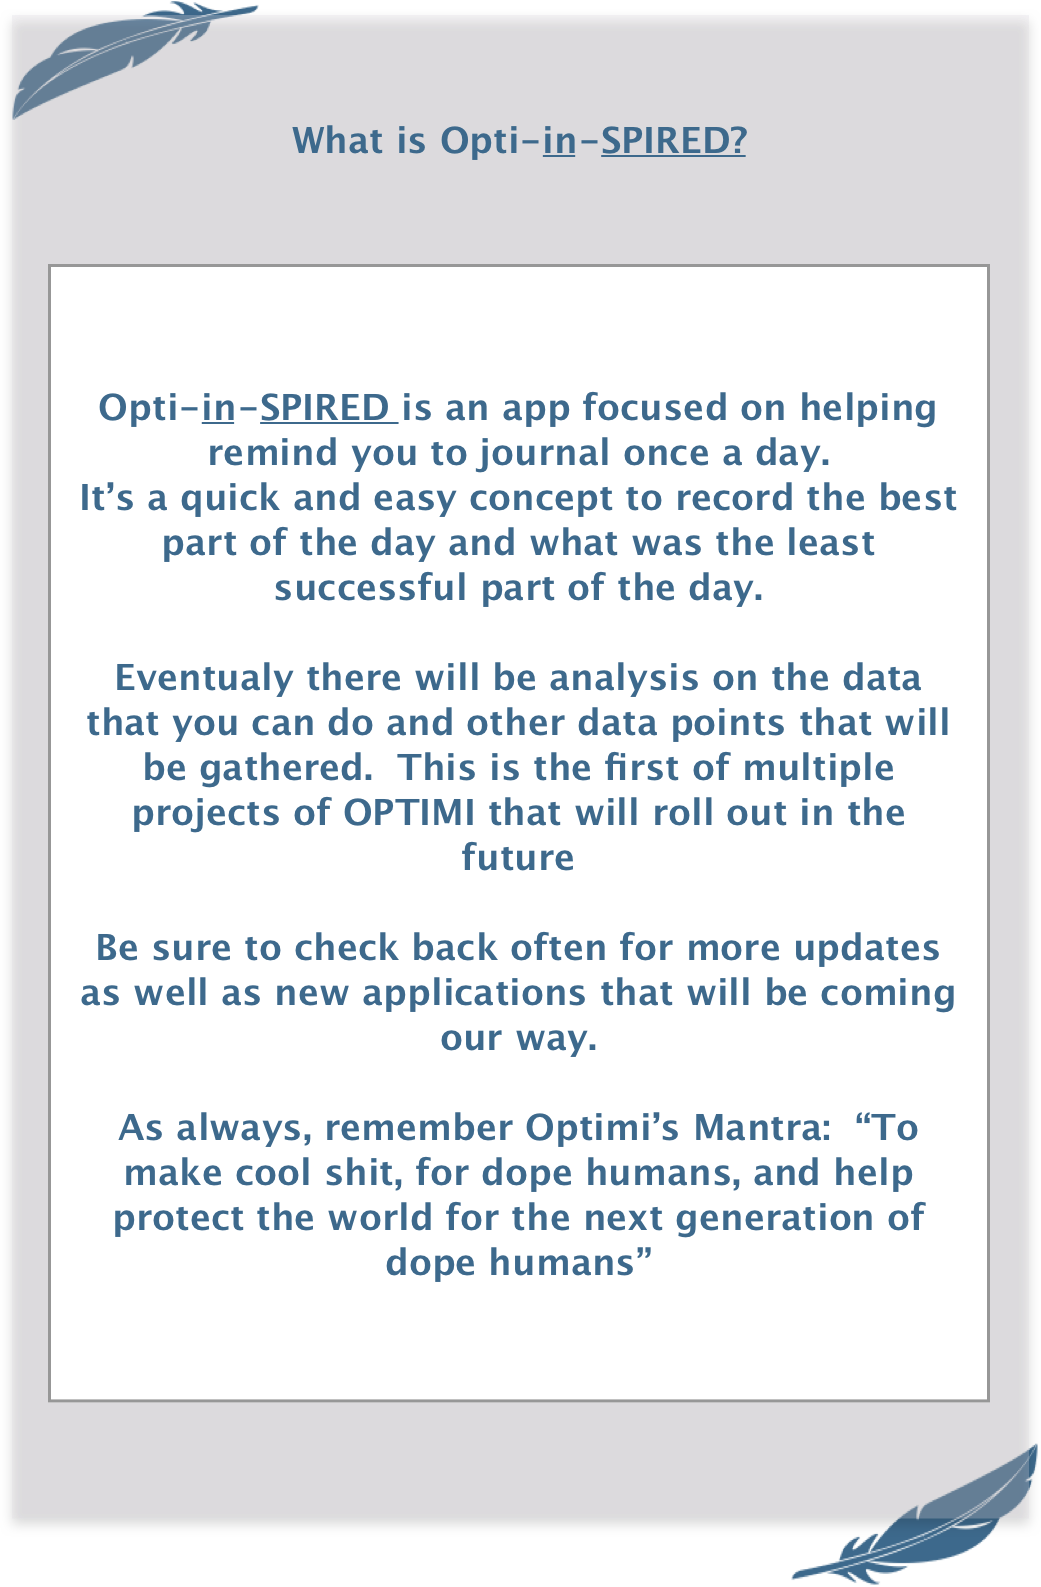 What is Opti-in-SPIRED?
Opti-in-SPIRED is an app focused on helping
remind you to journal once a day.
It’s a quick and easy concept to record the best
part of the day and what was the least
successful part of the day.
Eventualy there will be analysis on the data
that you can do and other data points that will
be gathered.  This is the first of multiple
projects of OPTIMI that will roll out in the
future
Be sure to check back often for more updates
as well as new applications that will be coming
our way.
As always, remember Optimi’s Mantra:  “To
make cool shit, for dope humans, and help
protect the world for the next generation of
dope humans”